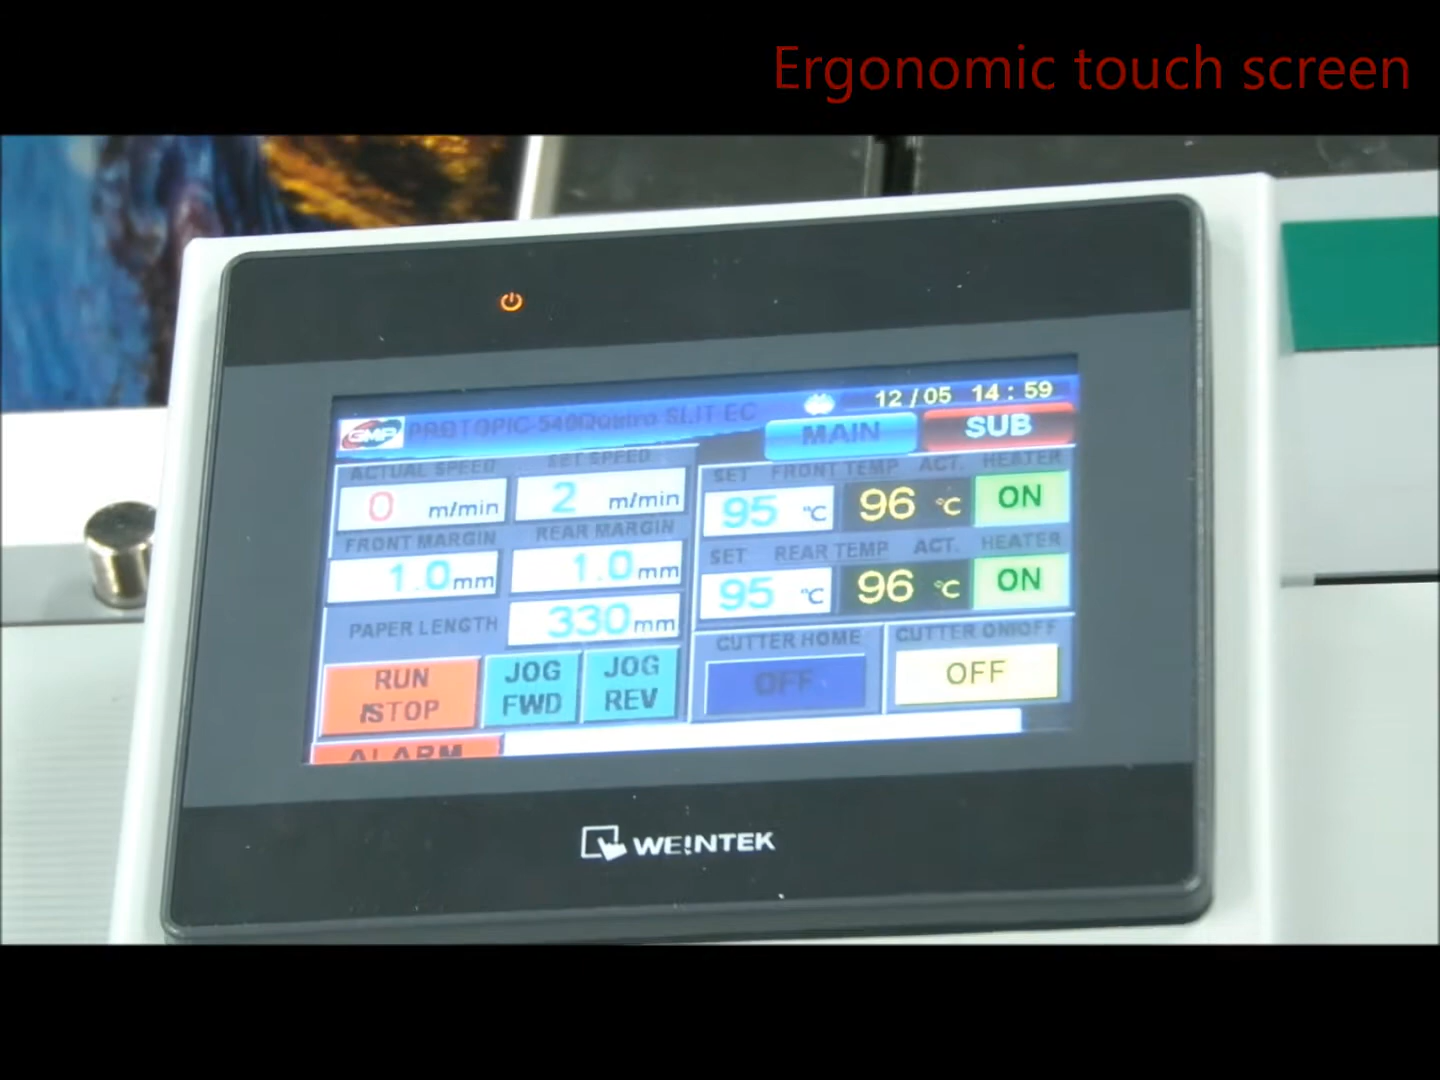 Ergonomic touch screen
12 / 05 14 : 59
GMP PROTOPIC-540Quatro SLIT EC
MAIN SUB
ACTUAL SPEED SET SPEED
0 m/min 2 m/min
FRONT MARGIN REAR MARGIN
1.0 mm 1.0 mm
PAPER LENGTH 330 mm
RUN
/STOP
JOG
FWD
JOG
REV
ALARM
SET FRONT TEMP ACT. HEATER
95 °C 96 °C ON
SET REAR TEMP ACT. HEATER
95 °C 96 °C ON
CUTTER HOME CUTTER ON/OFF
OFF OFF
WEINTEK